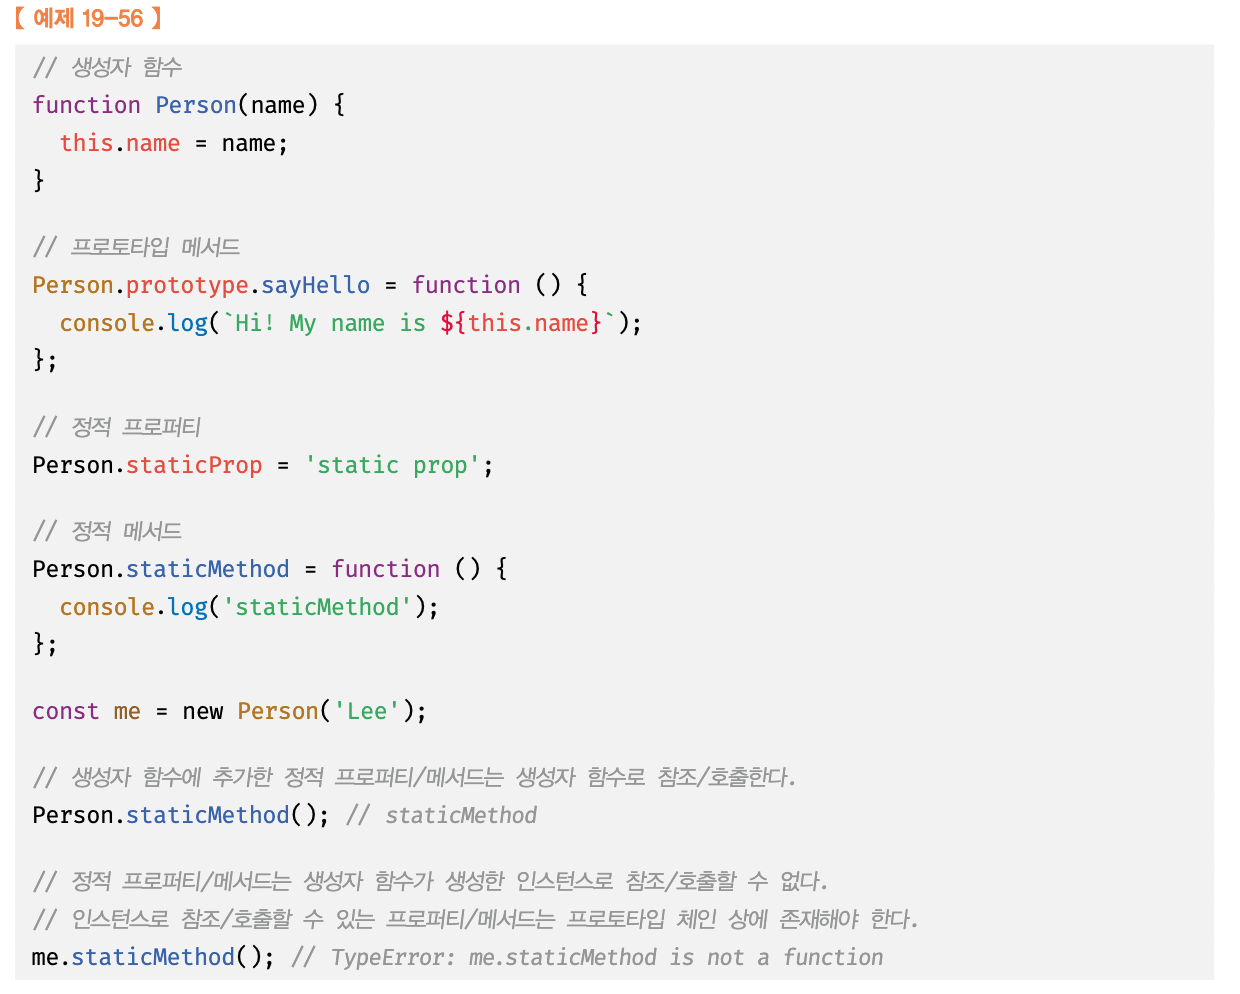 【 예제 19-56 】
// 생성자 함수
function Person(name) {
  this.name = name;
}
// 프로토타입 메서드
Person.prototype.sayHello = function () {
  console.log(`Hi! My name is ${this.name}`);
};
// 정적 프로퍼티
Person.staticProp = 'static prop';
// 정적 메서드
Person.staticMethod = function () {
  console.log('staticMethod');
};
const me = new Person('Lee');
// 생성자 함수에 추가한 정적 프로퍼티/메서드는 생성자 함수로 참조/호출한다.
Person.staticMethod(); // staticMethod
// 정적 프로퍼티/메서드는 생성자 함수가 생성한 인스턴스로 참조/호출할 수 없다.
// 인스턴스로 참조/호출할 수 있는 프로퍼티/메서드는 프로토타입 체인 상에 존재해야 한다.
me.staticMethod(); // TypeError: me.staticMethod is not a function